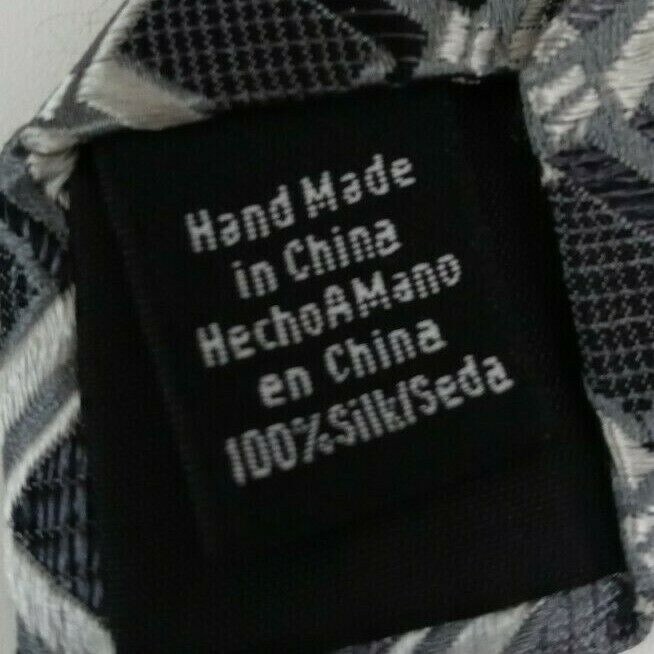 Hand Made
in China
HechoAMano
en China
100%Silk/Seda